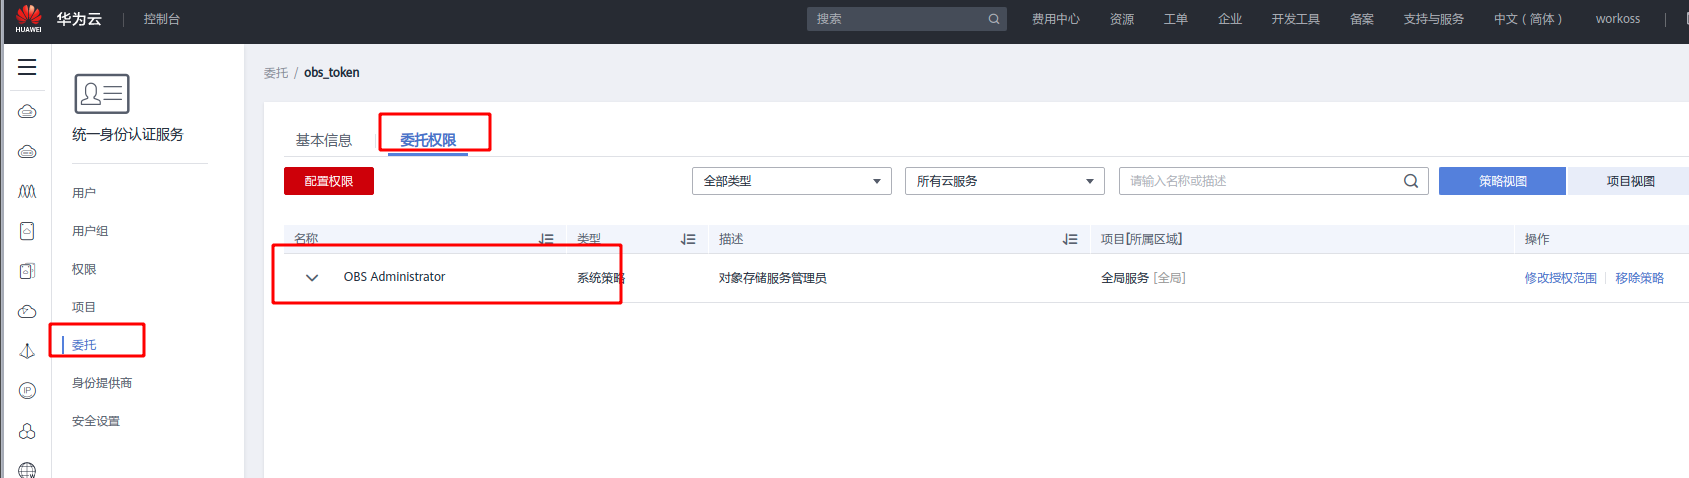 HUAWEI 华为云 控制台 搜索 费用中心 资源 工单 企业 开发工具 备案 支持与服务 中文（简体） workoss
委托 / obs_token
统一身份认证服务
用户
用户组
权限
项目
委托
身份提供商
安全设置
基本信息 委托权限
配置权限 全部类型 所有云服务 请输入名称或描述 策略视图 项目视图
名称 类型 描述 项目[所属区域] 操作
OBS Administrator 系统策略 对象存储服务管理员 全局服务 [全局] 修改授权范围 移除策略
IP
W